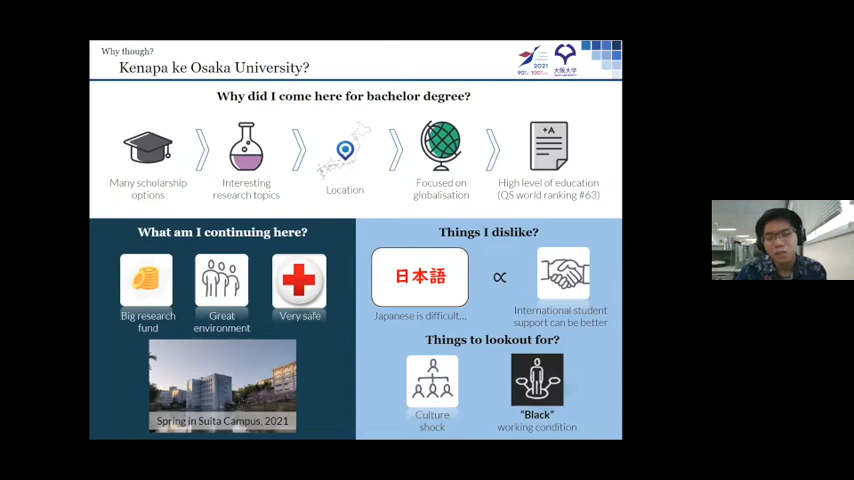 Why though?
Kenapa ke Osaka University?
2021
大阪大学
Why did I come here for bachelor degree?
+A
Many scholarship
options
Interesting
research topics
Location
Focused on
globalisation
High level of education
(QS world ranking #63)
What am I continuing here?
Big research
fund
Great
environment
Very safe
Spring in Suita Campus, 2021
Things I dislike?
日本語
∝
Japanese is difficult...
International student
support can be better
Things to lookout for?
Culture
shock
"Black"
working condition